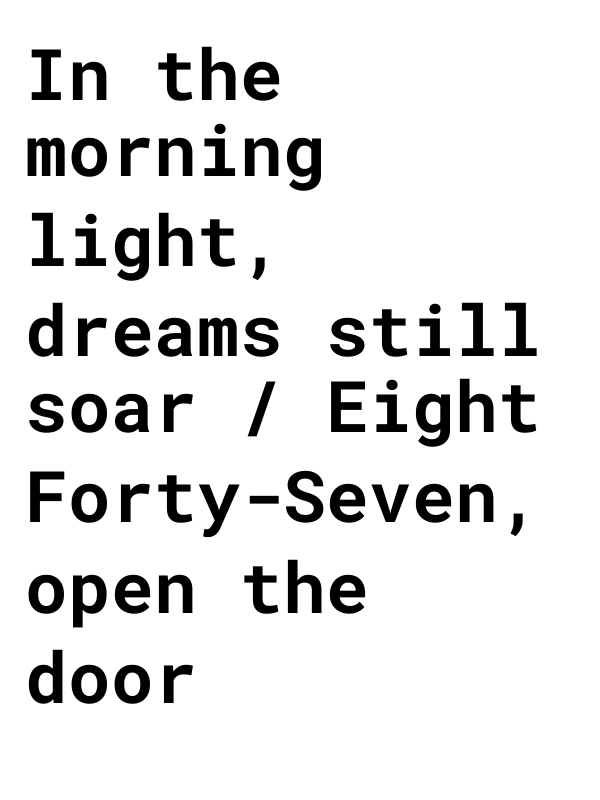 In the
morning
light,
dreams still
soar / Eight
Forty-Seven,
open the
door